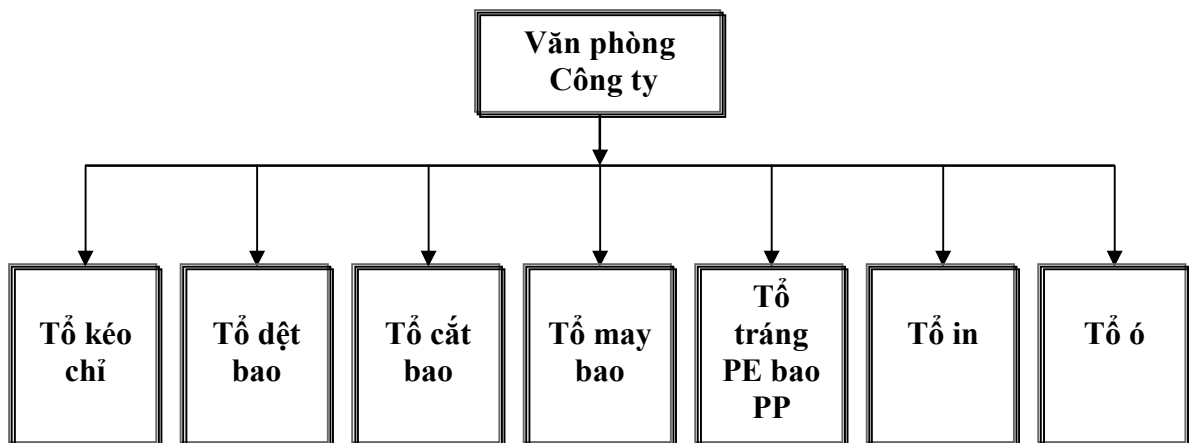 Văn phòng
Công ty
Tổ kéo
chỉ
Tổ dệt
bao
Tổ cắt
bao
Tổ may
bao
Tổ
tráng
PE bao
PP
Tổ in
Tổ ó